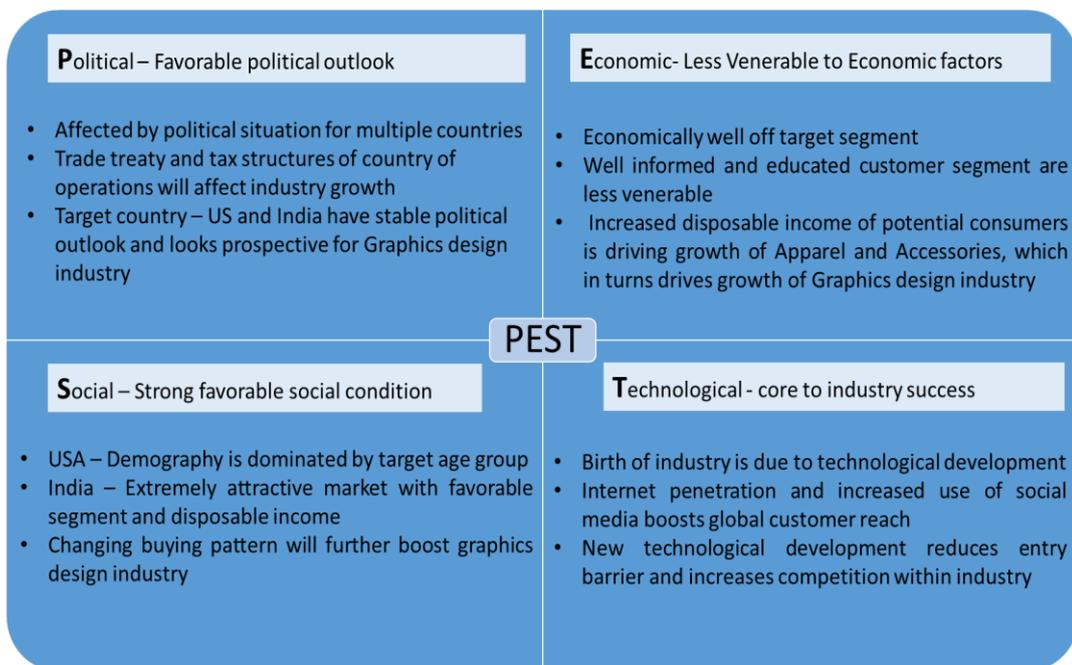 Political – Favorable political outlook
• Affected by political situation for multiple countries
• Trade treaty and tax structures of country of
operations will affect industry growth
• Target country – US and India have stable political
outlook and looks prospective for Graphics design
industry
Economic- Less Venerable to Economic factors
• Economically well off target segment
• Well informed and educated customer segment are
less venerable
• Increased disposable income of potential consumers
is driving growth of Apparel and Accessories, which
in turns drives growth of Graphics design industry
PEST
Social – Strong favorable social condition
• USA – Demography is dominated by target age group
• India – Extremely attractive market with favorable
segment and disposable income
• Changing buying pattern will further boost graphics
design industry
Technological - core to industry success
• Birth of industry is due to technological development
• Internet penetration and increased use of social
media boosts global customer reach
• New technological development reduces entry
barrier and increases competition within industry